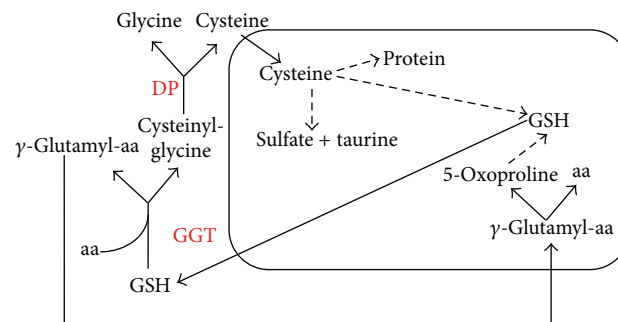 Glycine Cysteine
Cysteine
Protein
DP
Cysteinyl-
glycine
γ-Glutamyl-aa
Sulfate + taurine
GSH
5-Oxoproline
aa
γ-Glutamyl-aa
GGT
aa
GSH